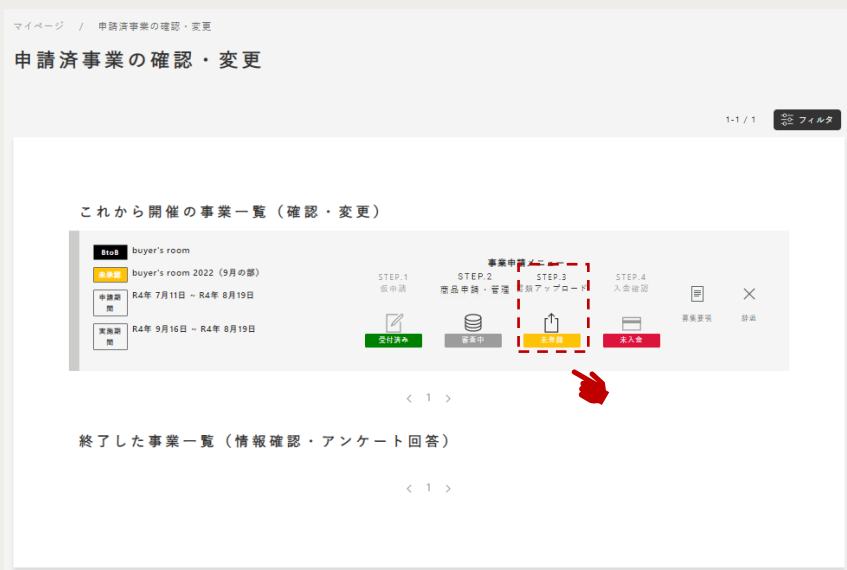 マイページ / 申請済事業の確認・変更
申請済事業の確認・変更
1-1 / 1 フィルタ
これから開催の事業一覧（確認・変更）
BtoB buyer's room
未承認 buyer's room 2022（9月の部）
申請期間 R4年 7月11日 ~ R4年 8月19日
実施期間 R4年 9月16日 ~ R4年 8月19日
事業申請メニュー
STEP.1 STEP.2 STEP.3 STEP.4
仮申請 商品申請・管理 書類アップロード 入金確認
募集要項 辞退
受付済み 審査中 未承認 未入金
< 1 >
終了した事業一覧（情報確認・アンケート回答）
< 1 >